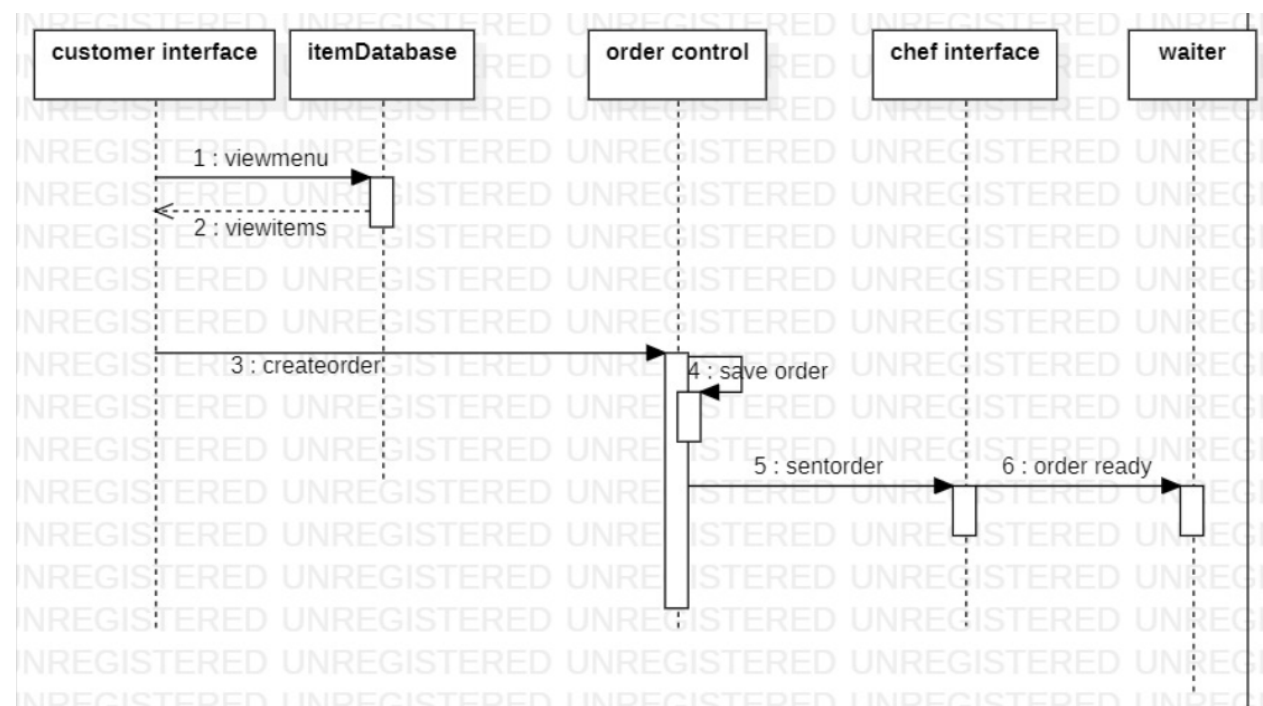 customer interface
itemDatabase
order control
chef interface
waiter
1 : viewmenu
2 : viewitems
3 : createorder
4 : save order
5 : sentorder
6 : order ready
UNREGISTERED